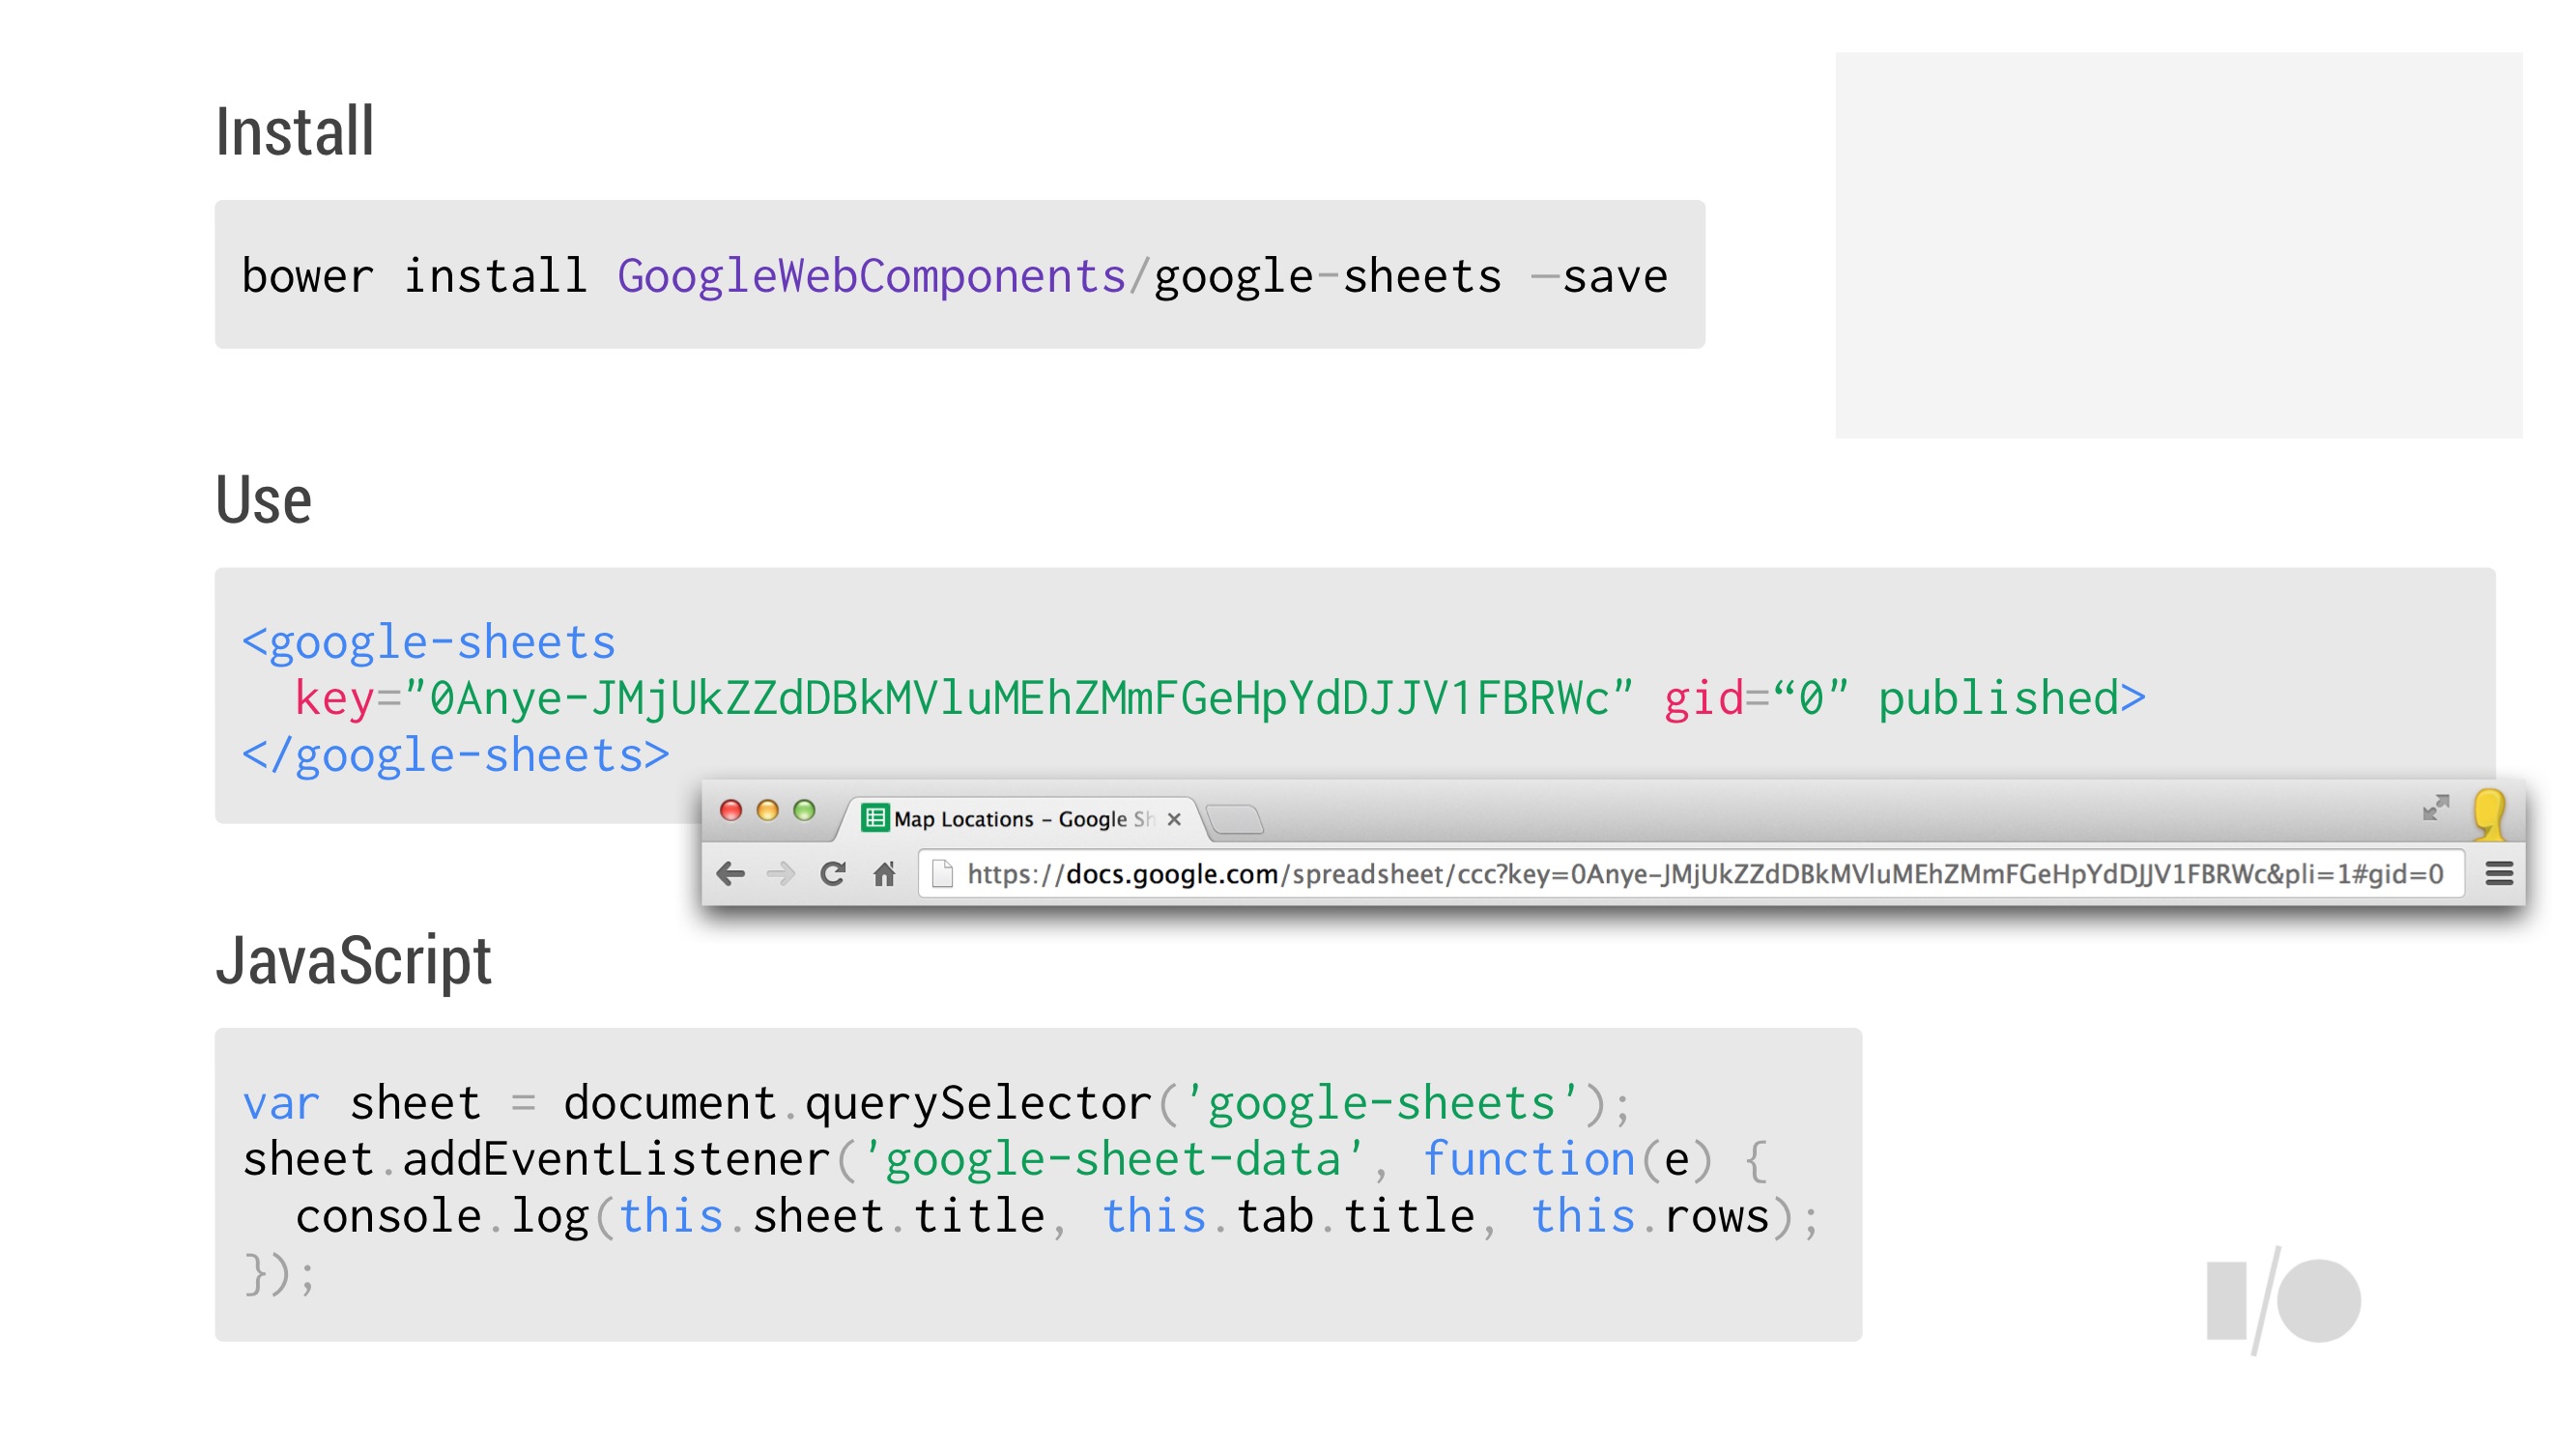 Install
bower install GoogleWebComponents/google-sheets —save
Use
<google-sheets
key="0Anye-JMjUkZZdDBkMVluMEhZMmFGeHpYdDJJV1FBRWc" gid=“0" published>
</google-sheets>
Map Locations – Google Sh
https://docs.google.com/spreadsheet/ccc?key=0Anye-JMjUkZZdDBkMVluMEhZMmFGeHpYdDJJV1FBRWc&pli=1#gid=0
JavaScript
var sheet = document.querySelector('google-sheets');
sheet.addEventListener('google-sheet-data', function(e) {
console.log(this.sheet.title, this.tab.title, this.rows);
});
I/O